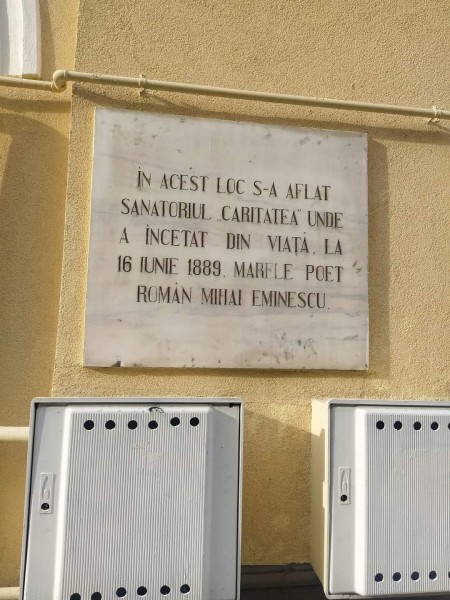 ÎN ACEST LOC S-A AFLAT
SANATORIUL „CARITATEA" UNDE
A ÎNCETAT DIN VIAȚĂ, LA
16 IUNIE 1889, MARELE POET
ROMÂN MIHAI EMINESCU.